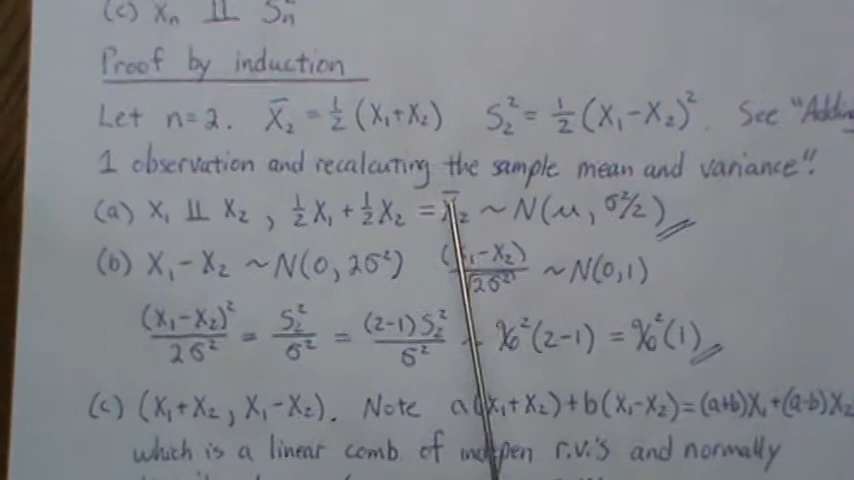 (c) X̄ₙ ⫫ Sₙ²
Proof by induction
Let n=2. X̄₂ = ½ (X₁+X₂) S₂² = ½ (X₁-X₂)². See "Adding
1 observation and recalculating the sample mean and variance".
(a) X₁ ⫫ X₂, ½X₁ + ½X₂ = X̄₂ ~ N(μ, σ²/2)
(b) X₁-X₂ ~ N(0, 2σ²) (X₁-X₂)/√2σ² ~ N(0,1)
(X₁-X₂)²/2σ² = S₂²/σ² = (2-1)S₂²/σ² ~ χ²(2-1) = χ²(1)
(c) (X₁+X₂, X₁-X₂). Note a(X₁+X₂)+b(X₁-X₂)=(a+b)X₁+(a-b)X₂
which is a linear comb. of indepen r.v.'s and normally